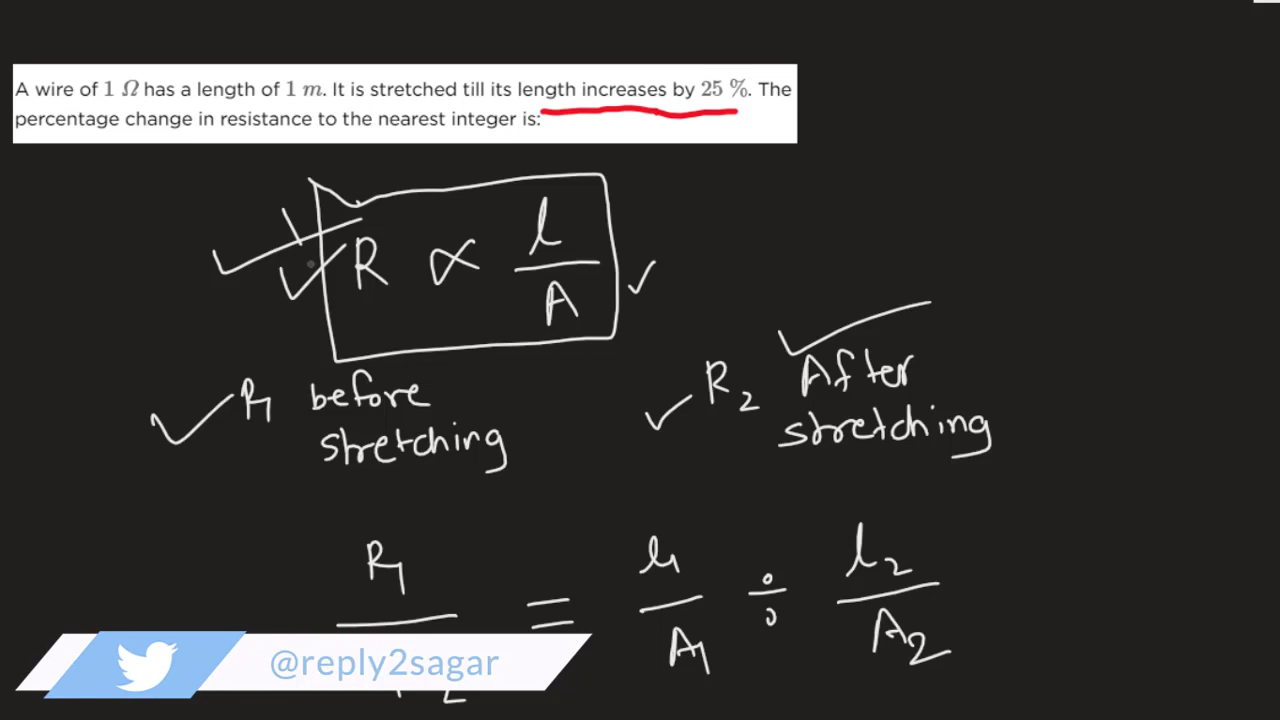 A wire of 1 Ω has a length of 1 m. It is stretched till its length increases by 25 %. The
percentage change in resistance to the nearest integer is:
R ∝ l/A
R1 before stretching
R2 After stretching
R1/ 2 = l1/A1 ÷ l2/A2
@reply2sagar